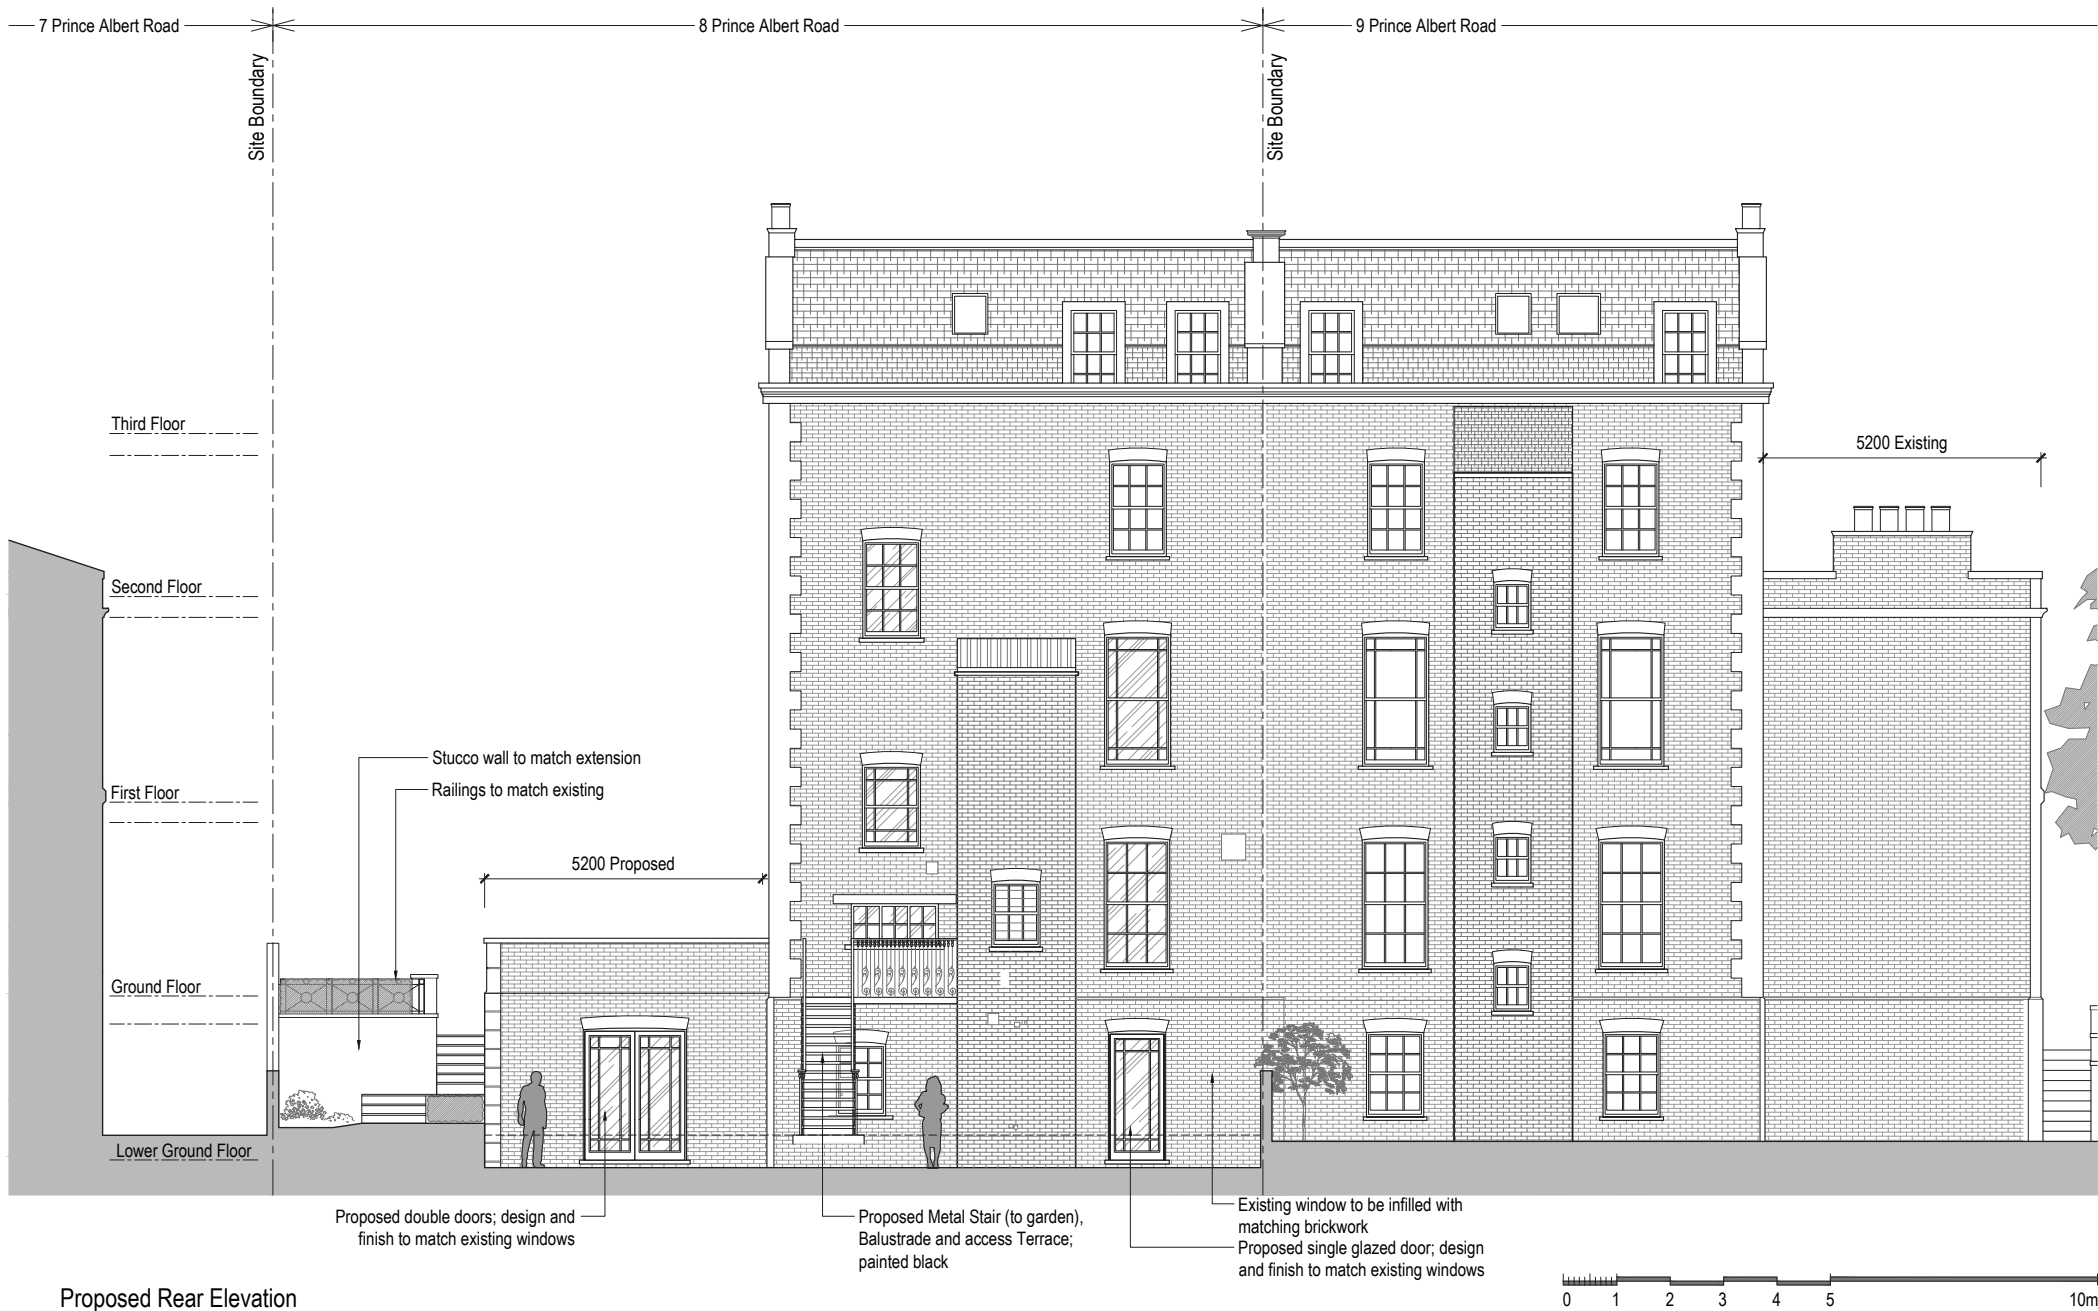 7 Prince Albert Road
8 Prince Albert Road
9 Prince Albert Road
Site Boundary
Site Boundary
Third Floor
5200 Existing
Second Floor
Stucco wall to match extension
First Floor
Railings to match existing
5200 Proposed
Ground Floor
Lower Ground Floor
Proposed double doors; design and
finish to match existing windows
Proposed Metal Stair (to garden),
Balustrade and access Terrace;
painted black
Existing window to be infilled with
matching brickwork
Proposed single glazed door; design
and finish to match existing windows
Proposed Rear Elevation
0 1 2 3 4 5 10m